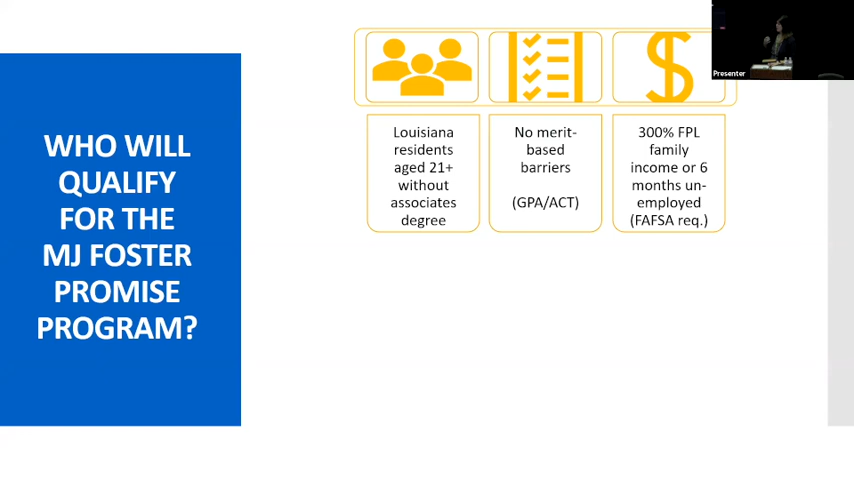 WHO WILL
QUALIFY
FOR THE
MJ FOSTER
PROMISE
PROGRAM?
Louisiana
residents
aged 21+
without
associates
degree
No merit-
based
barriers
(GPA/ACT)
300% FPL
family
income or 6
months un-
employed
(FAFSA req.)
Presenter